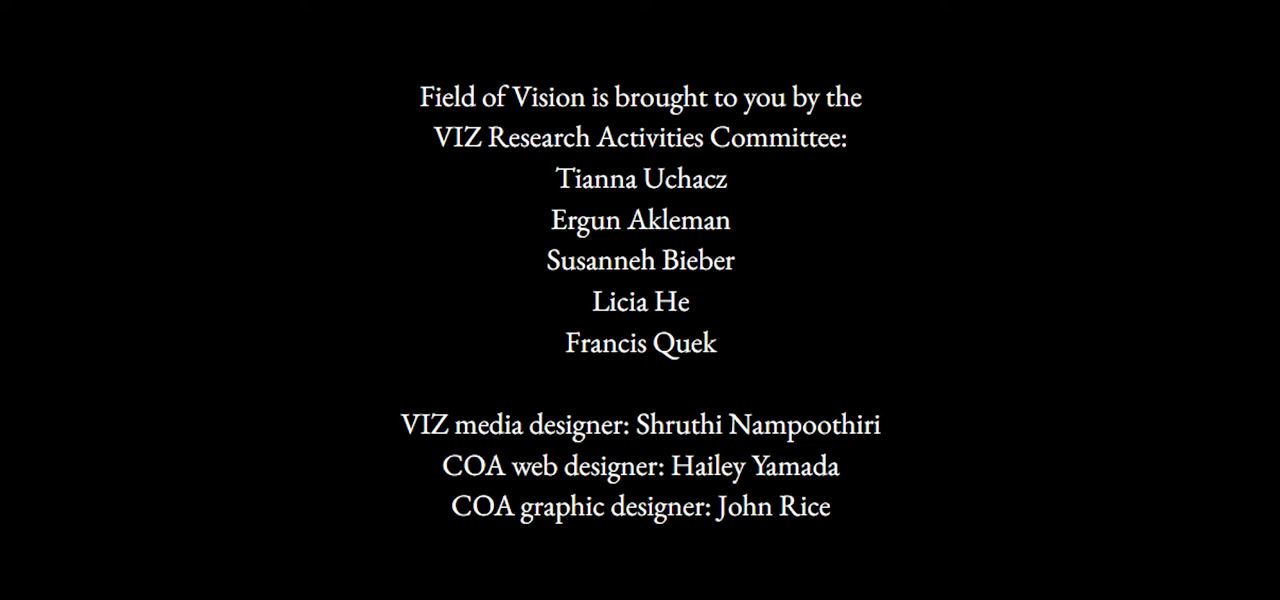 Field of Vision is brought to you by the
VIZ Research Activities Committee:
Tianna Uchacz
Ergun Akleman
Susanneh Bieber
Licia He
Francis Quek
VIZ media designer: Shruthi Nampoothiri
COA web designer: Hailey Yamada
COA graphic designer: John Rice